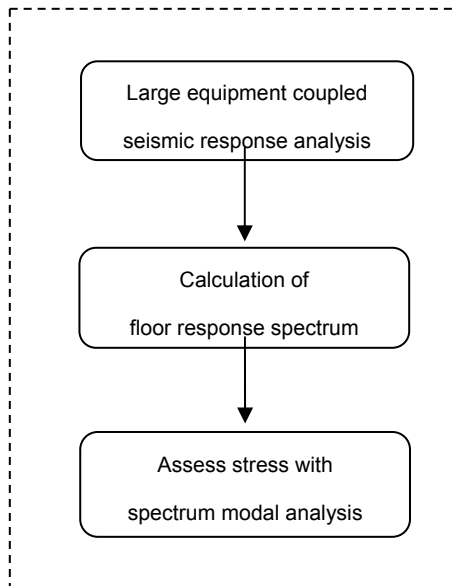 Large equipment coupled
seismic response analysis
Calculation of
floor response spectrum
Assess stress with
spectrum modal analysis